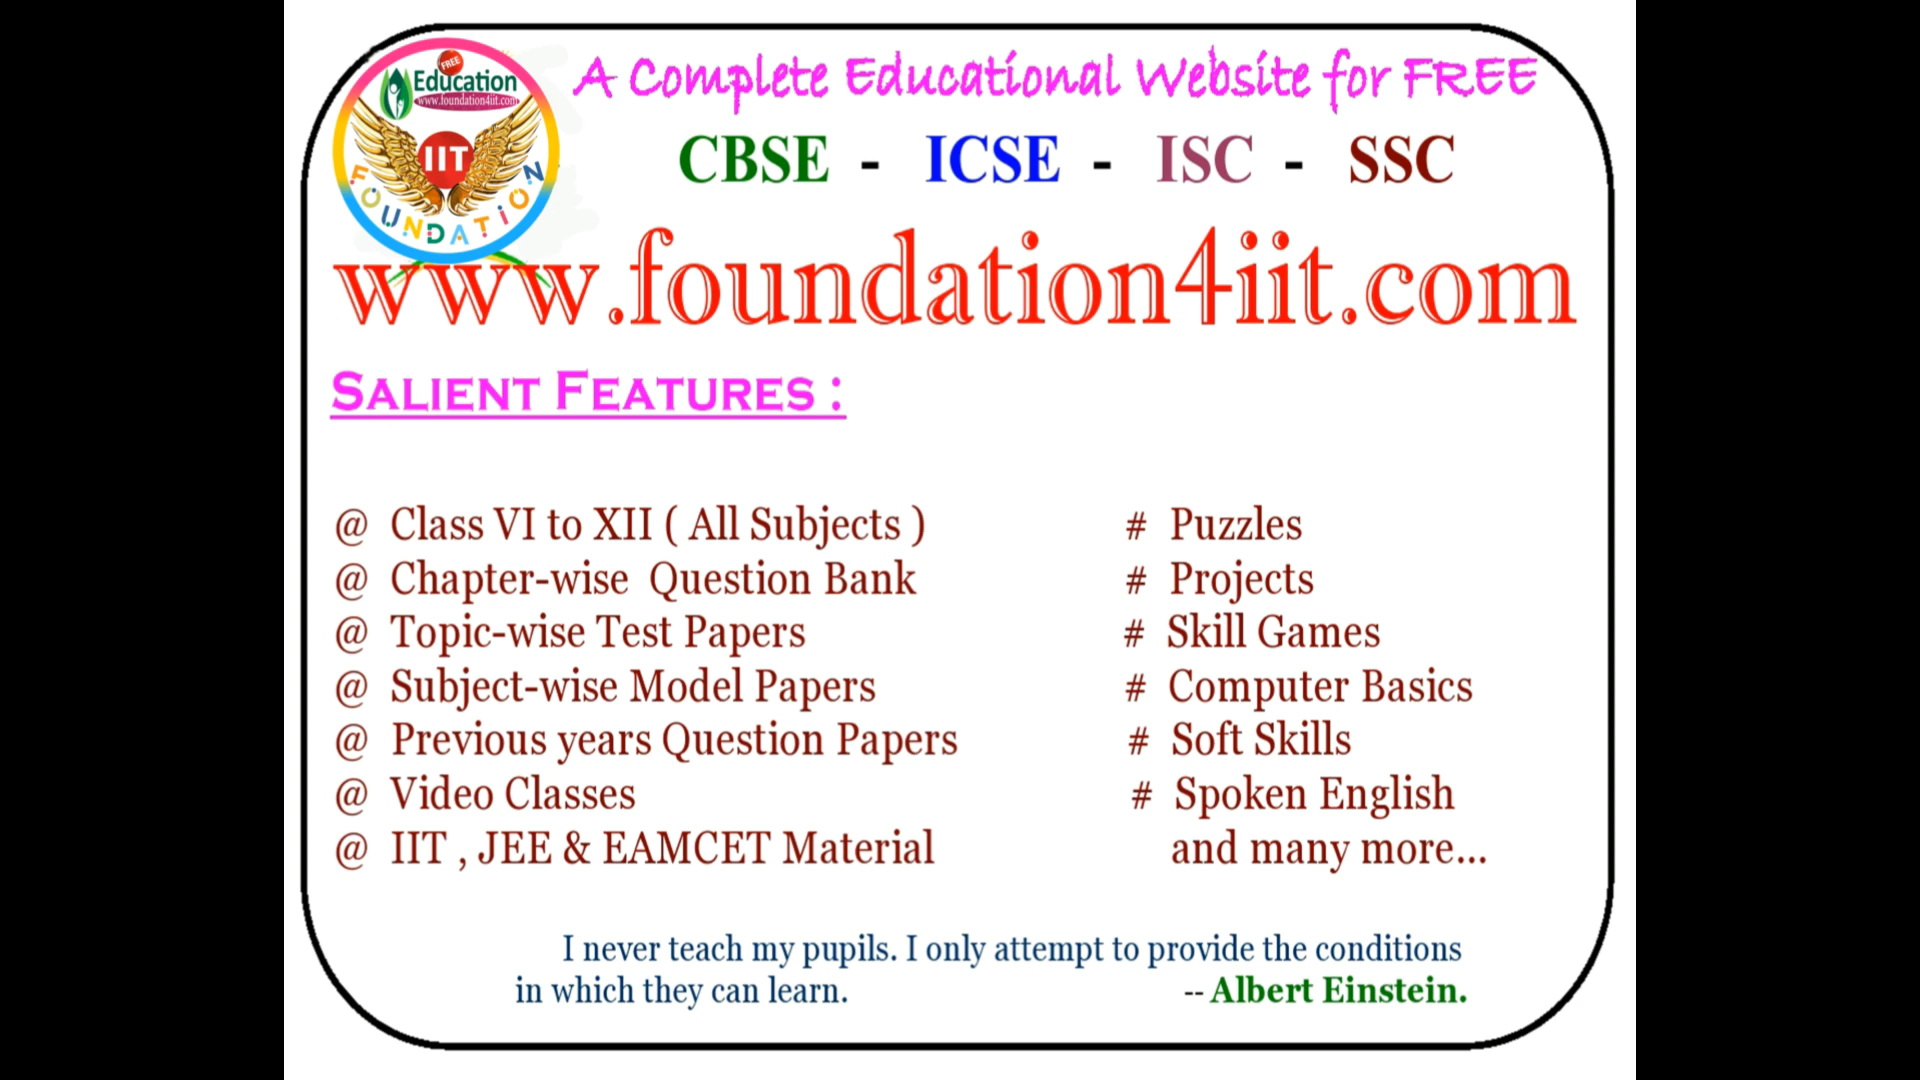 FREE
Education
www.foundation4iit.com
IIT
FOUNDATION
A Complete Educational Website for FREE
CBSE - ICSE - ISC - SSC
www.foundation4iit.com
SALIENT FEATURES :
@ Class VI to XII ( All Subjects )
@ Chapter-wise Question Bank
@ Topic-wise Test Papers
@ Subject-wise Model Papers
@ Previous years Question Papers
@ Video Classes
@ IIT , JEE & EAMCET Material
# Puzzles
# Projects
# Skill Games
# Computer Basics
# Soft Skills
# Spoken English
and many more...
I never teach my pupils. I only attempt to provide the conditions
in which they can learn. -- Albert Einstein.